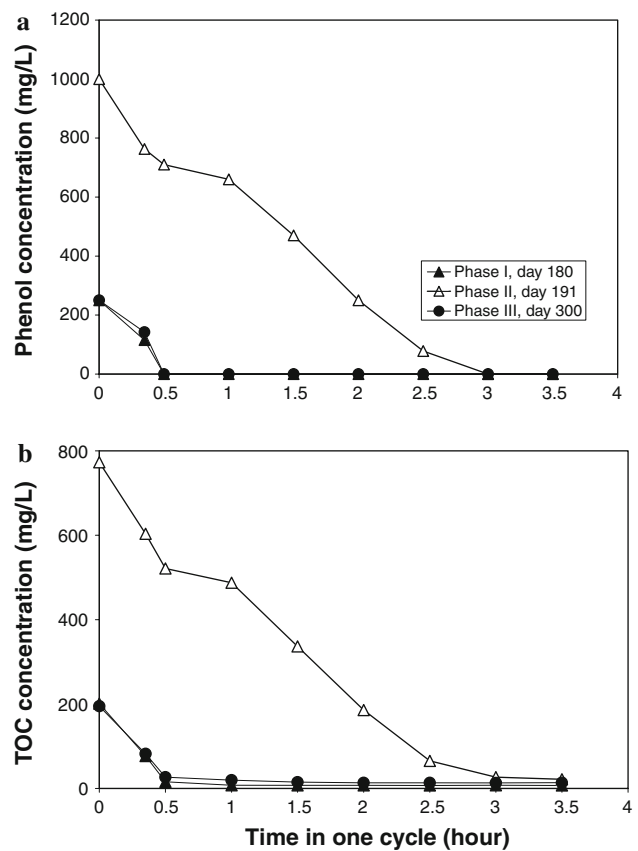 a
1200
1000
800
600
400
200
0
Phenol concentration (mg/L)
Phase I, day 180
Phase II, day 191
Phase III, day 300
0 0.5 1 1.5 2 2.5 3 3.5 4
b
800
600
400
200
0
TOC concentration (mg/L)
0 0.5 1 1.5 2 2.5 3 3.5 4
Time in one cycle (hour)